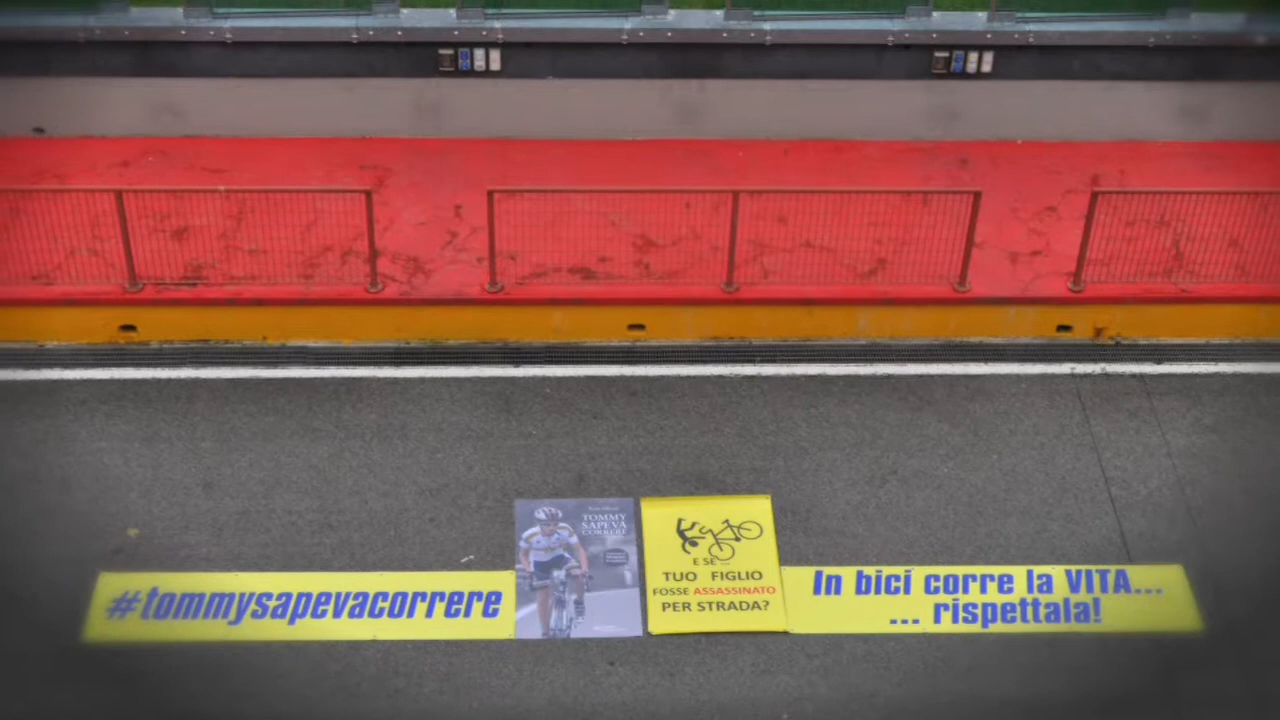 #tommysapevacorrere
TOMMY
SAPEVA
CORRERE
E SE...
TUO FIGLIO
FOSSE ASSASSINATO
PER STRADA?
In bici corre la VITA...
... rispettala!